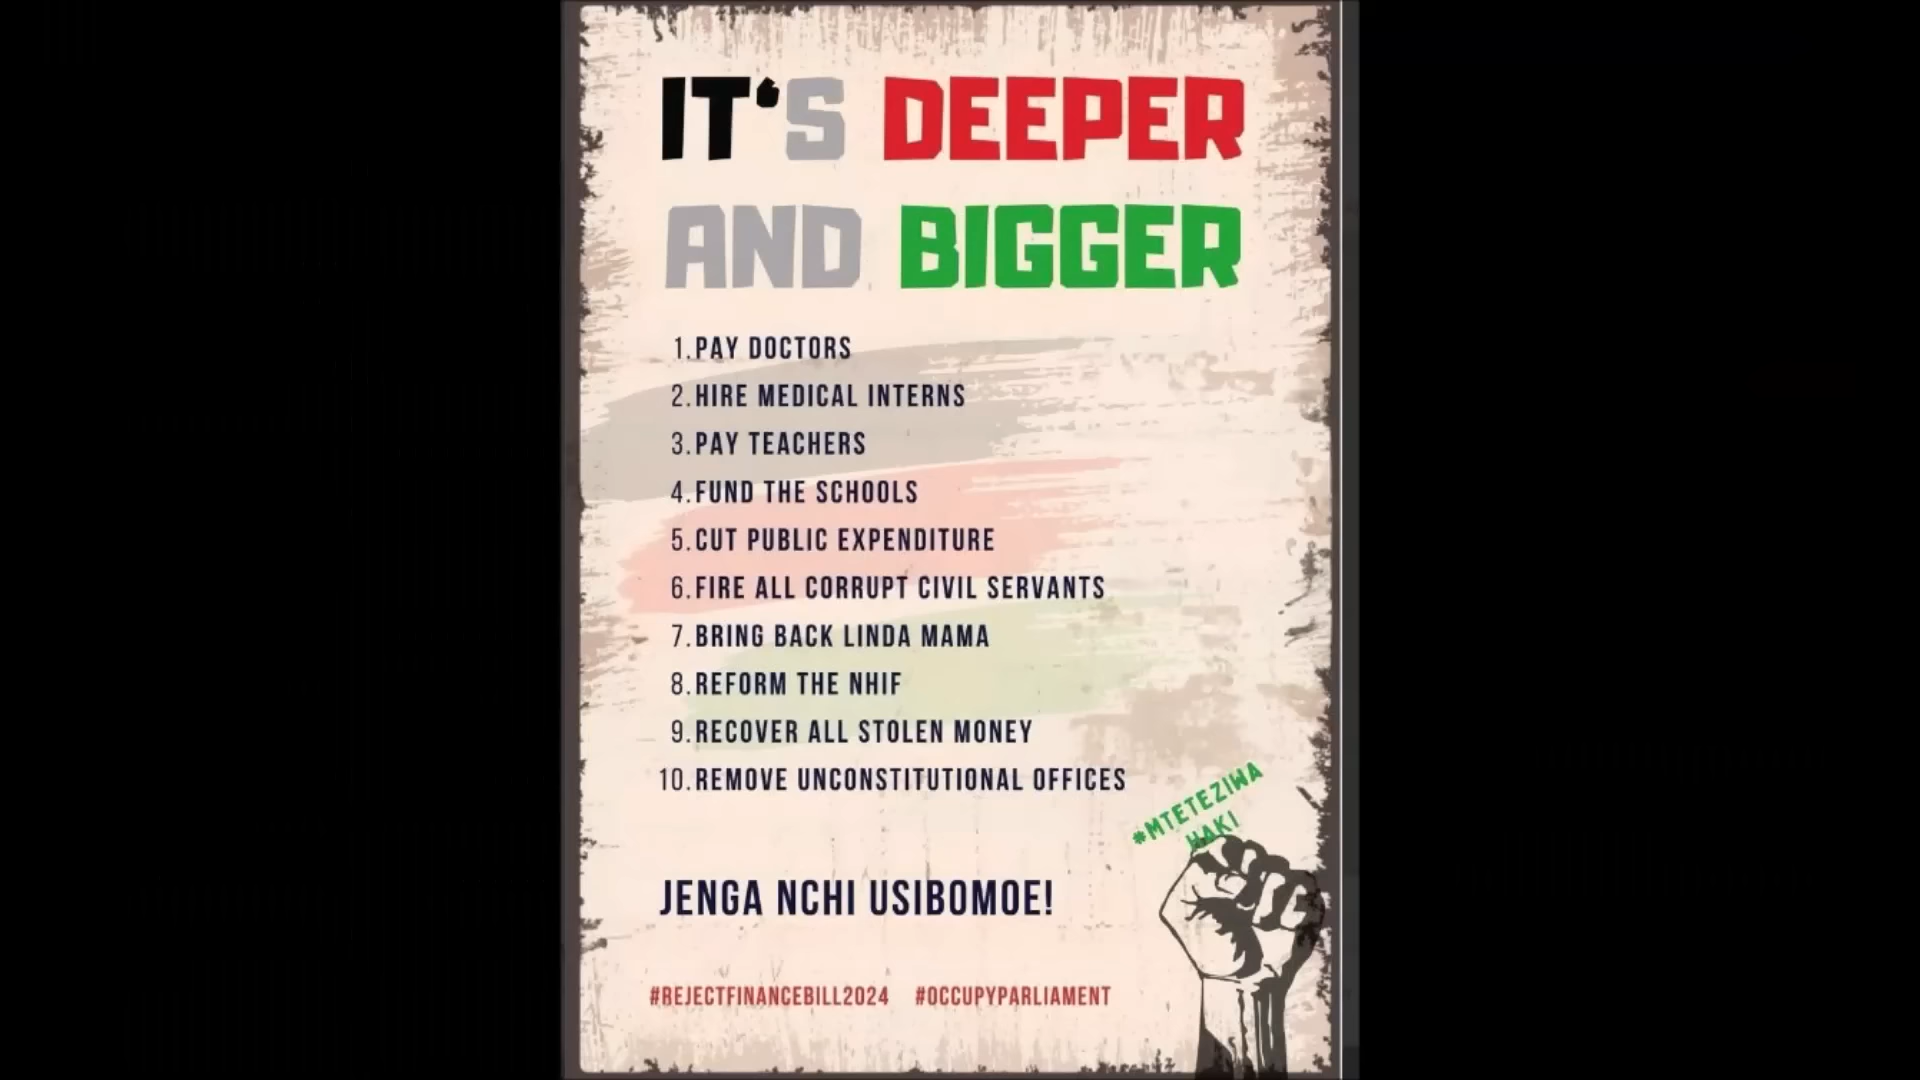 IT'S DEEPER
AND BIGGER
1. PAY DOCTORS
2. HIRE MEDICAL INTERNS
3. PAY TEACHERS
4. FUND THE SCHOOLS
5. CUT PUBLIC EXPENDITURE
6. FIRE ALL CORRUPT CIVIL SERVANTS
7. BRING BACK LINDA MAMA
8. REFORM THE NHIF
9. RECOVER ALL STOLEN MONEY
10. REMOVE UNCONSTITUTIONAL OFFICES
#MTETEZIWA
HAKI
JENGA NCHI USIBOMOE!
#REJECTFINANCEBILL2024 #OCCUPYPARLIAMENT